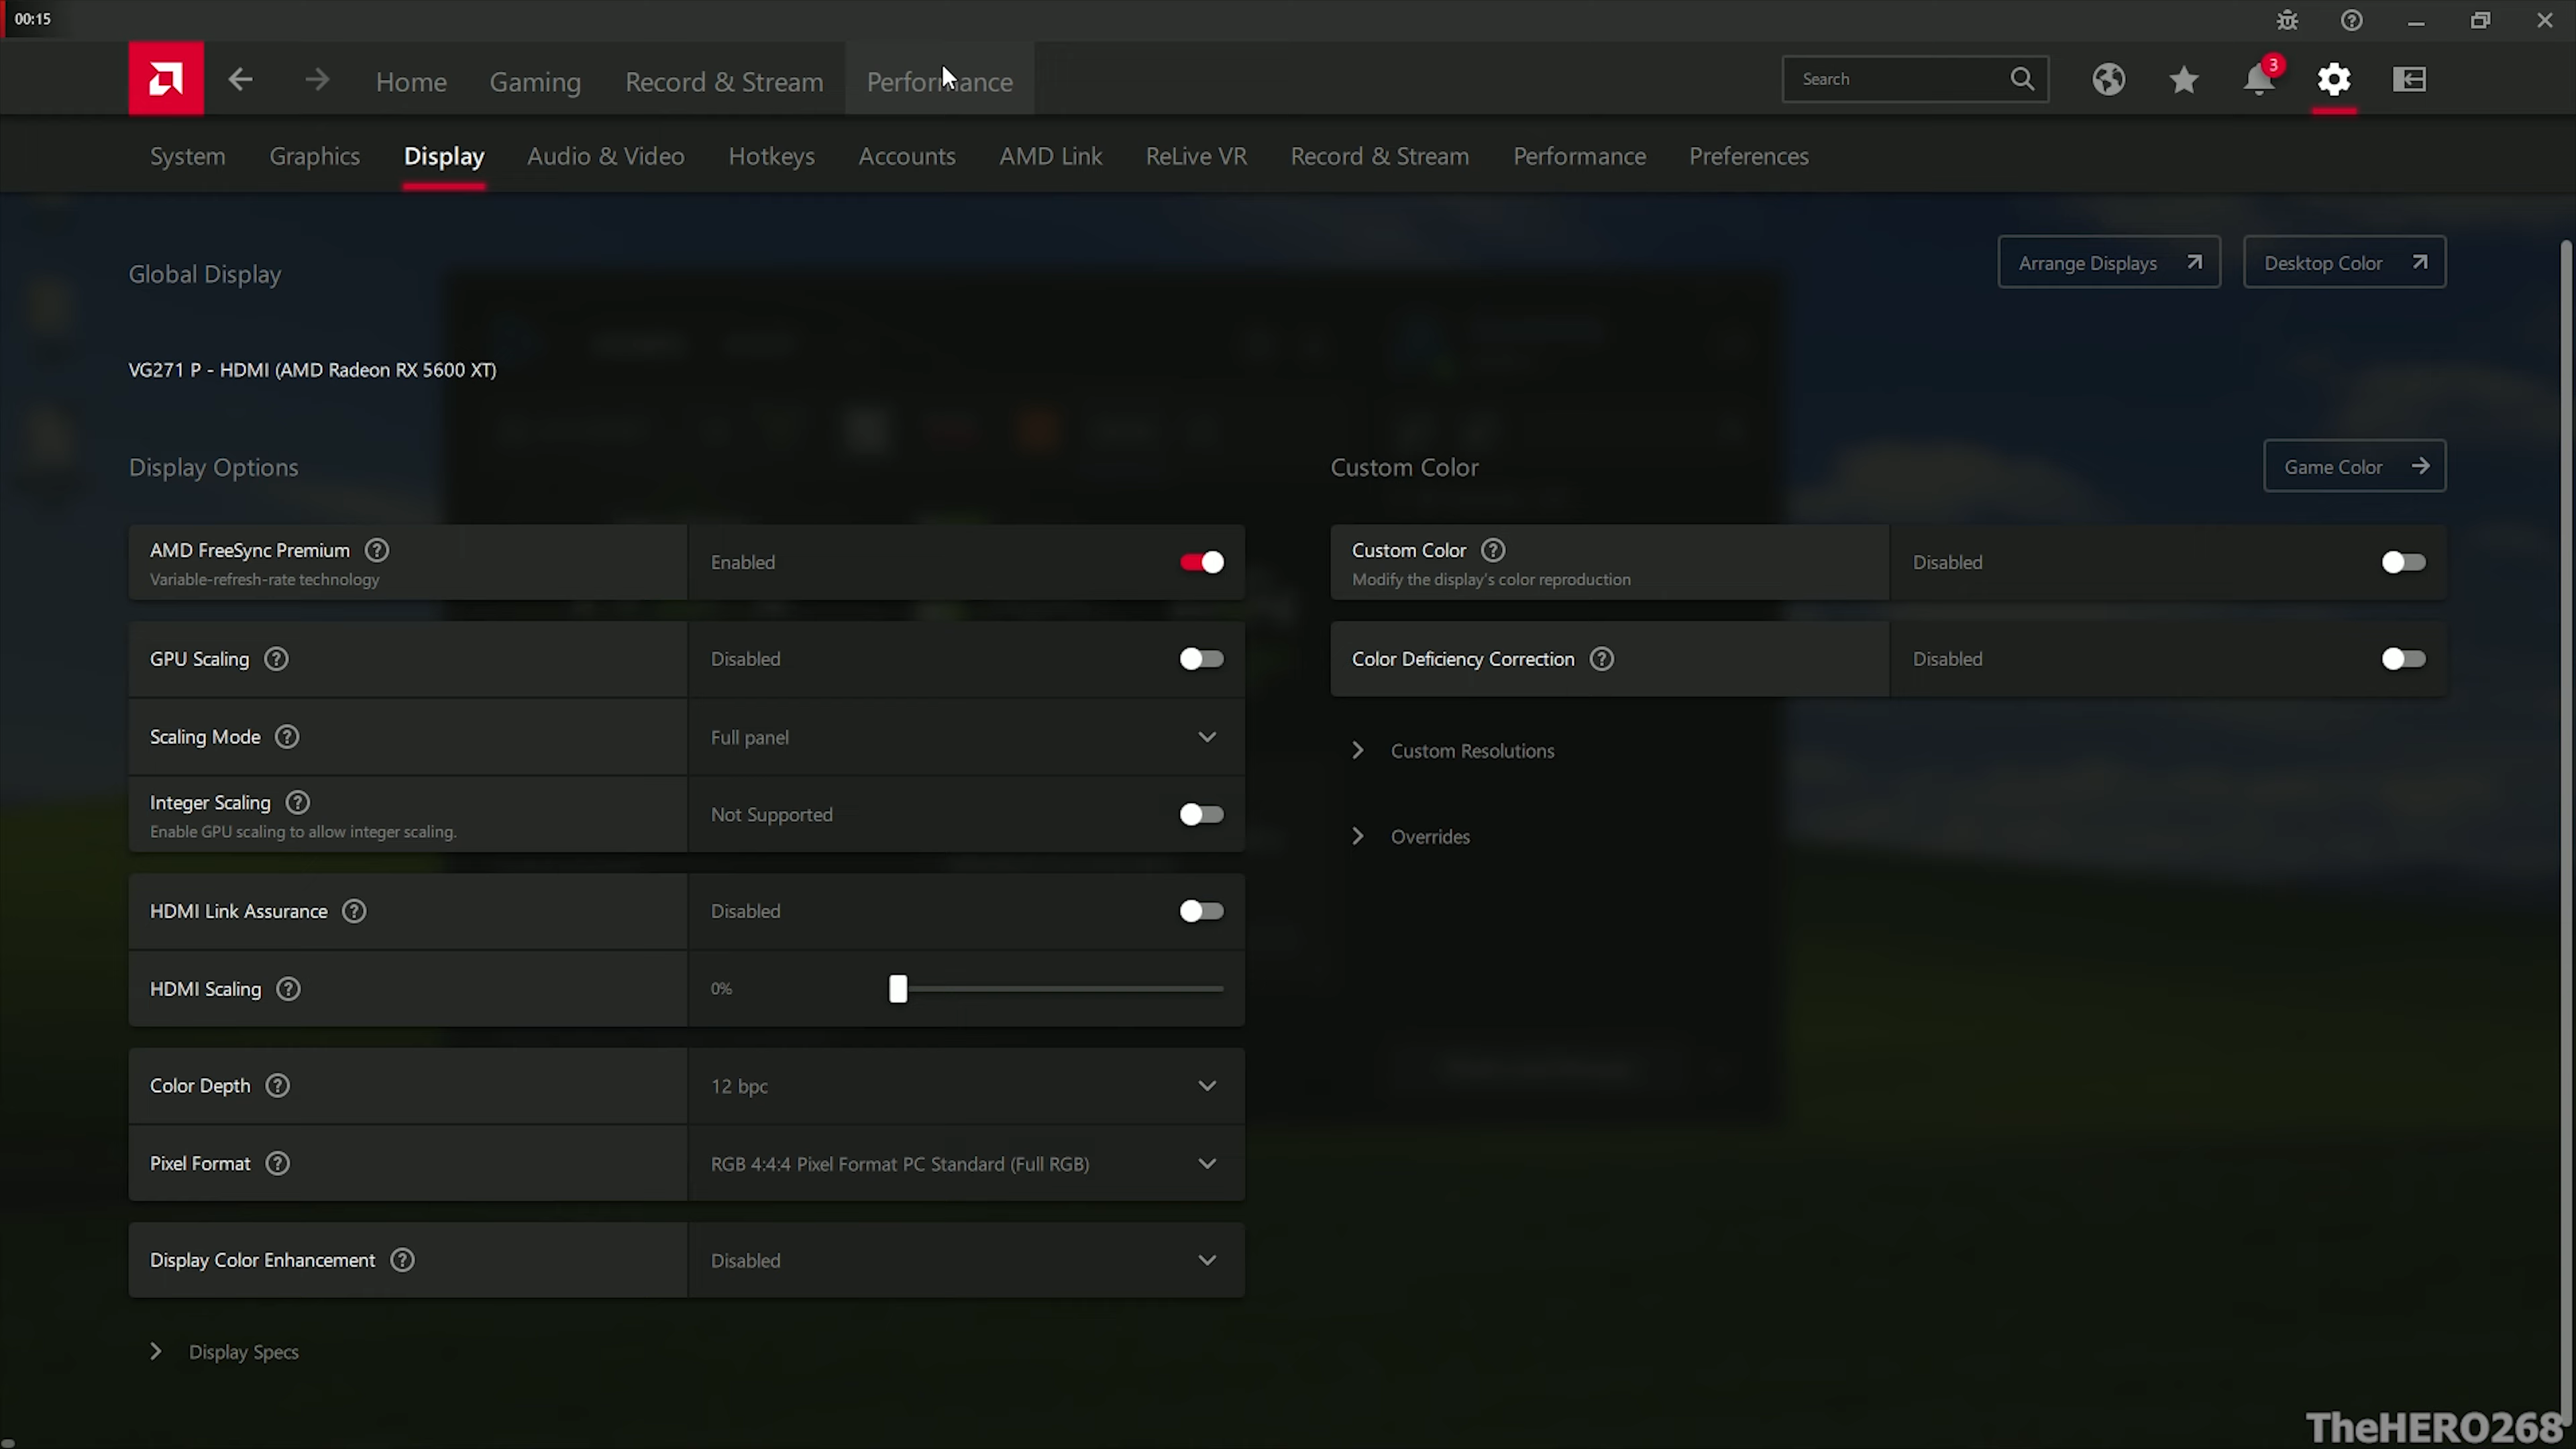 00:15
Home Gaming Record & Stream Performance Search 3
System Graphics Display Audio & Video Hotkeys Accounts AMD Link ReLive VR Record & Stream Performance Preferences
Global Display Arrange Displays Desktop Color
VG271 P - HDMI (AMD Radeon RX 5600 XT)
Display Options
AMD FreeSync Premium Enabled
Variable-refresh-rate technology
GPU Scaling Disabled
Scaling Mode Full panel
Integer Scaling Not Supported
Enable GPU scaling to allow integer scaling.
HDMI Link Assurance Disabled
HDMI Scaling 0%
Color Depth 12 bpc
Pixel Format RGB 4:4:4 Pixel Format PC Standard (Full RGB)
Display Color Enhancement Disabled
Display Specs
Custom Color Game Color
Custom Color Disabled
Modify the display's color reproduction
Color Deficiency Correction Disabled
Custom Resolutions
Overrides
TheHERO268